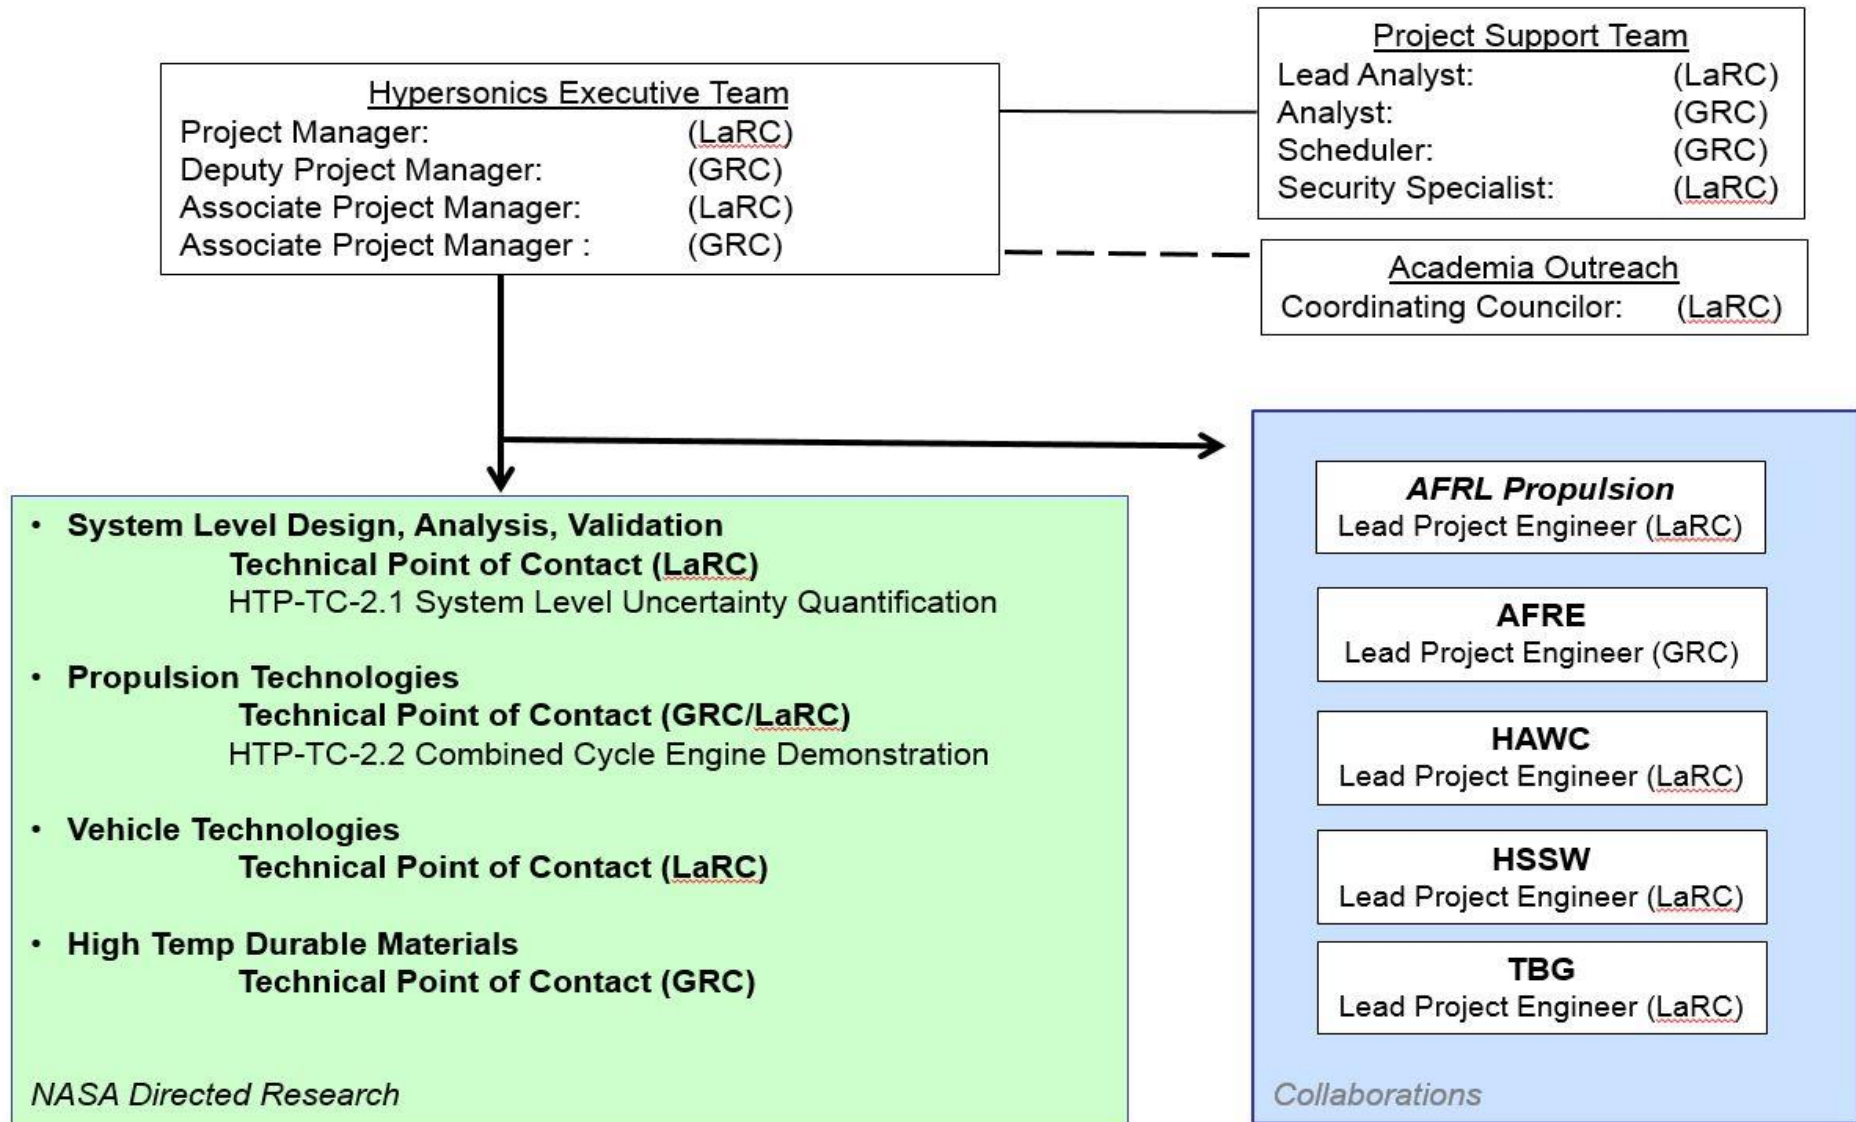 Hypersonics Executive Team
Project Manager: (LaRC)
Deputy Project Manager: (GRC)
Associate Project Manager: (LaRC)
Associate Project Manager : (GRC)
Project Support Team
Lead Analyst: (LaRC)
Analyst: (GRC)
Scheduler: (GRC)
Security Specialist: (LaRC)
Academia Outreach
Coordinating Councilor: (LaRC)
• System Level Design, Analysis, Validation
Technical Point of Contact (LaRC)
HTP-TC-2.1 System Level Uncertainty Quantification
• Propulsion Technologies
Technical Point of Contact (GRC/LaRC)
HTP-TC-2.2 Combined Cycle Engine Demonstration
• Vehicle Technologies
Technical Point of Contact (LaRC)
• High Temp Durable Materials
Technical Point of Contact (GRC)
NASA Directed Research
AFRL Propulsion
Lead Project Engineer (LaRC)
AFRE
Lead Project Engineer (GRC)
HAWC
Lead Project Engineer (LaRC)
HSSW
Lead Project Engineer (LaRC)
TBG
Lead Project Engineer (LaRC)
Collaborations